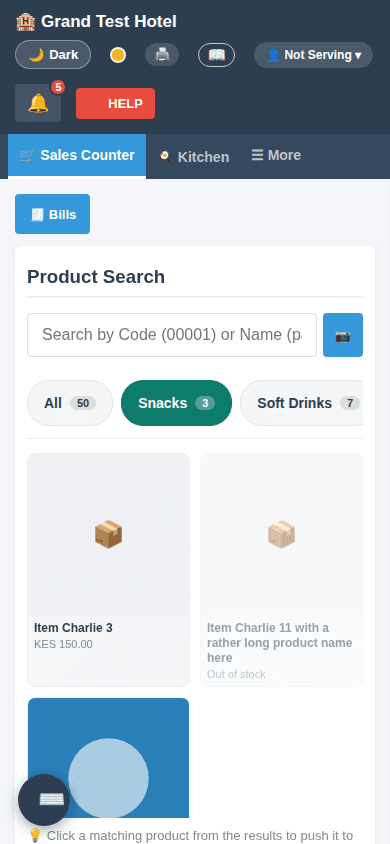 🏨 Grand Test Hotel
🌙 Dark
👤 Not Serving ▾
5
HELP
🛒 Sales Counter
🍳 Kitchen
☰ More
🧾 Bills
Product Search
Search by Code (00001) or Name (pa
All 50
Snacks 3
Soft Drinks 7
Item Charlie 3
KES 150.00
Item Charlie 11 with a
rather long product name
here
Out of stock
💡 Click a matching product from the results to push it to